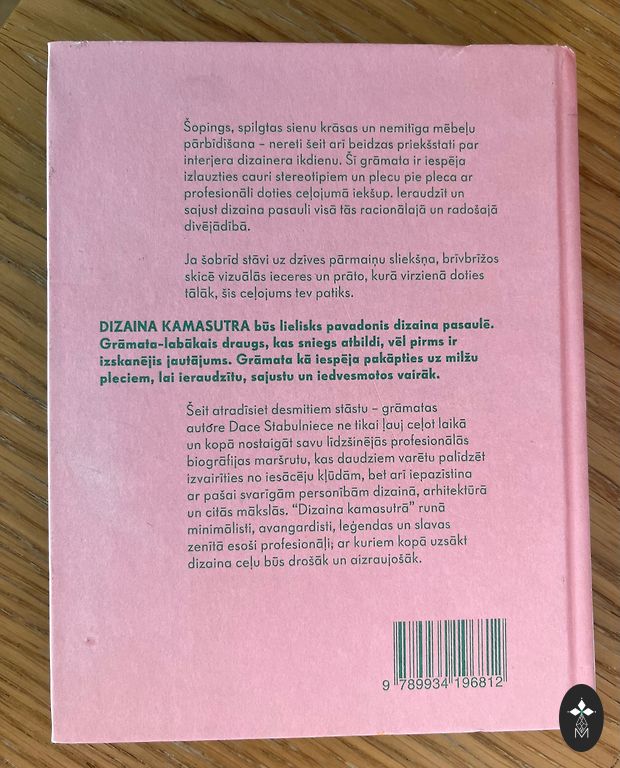 Šopings, spilgtas sienu krāsas un nemitīga mēbeļu
pārbīdīšana – nereti šeit arī beidzas priekšstati par
interjera dizainera ikdienu. Šī grāmata ir iespēja
izlauzties cauri stereotipiem un plecu pie pleca ar
profesionāli doties ceļojumā iekšup. Ieraudzīt un
sajust dizaina pasauli visā tās racionālajā un radošajā
divējādībā.
Ja šobrīd stāvi uz dzīves pārmaiņu sliekšņa, brīvbrīžos
skicē vizuālās ieceres un prāto, kurā virzienā doties
tālāk, šis ceļojums tev patiks.
DIZAINA KAMASUTRA būs lielisks pavadonis dizaina pasaulē.
Grāmata-labākais draugs, kas sniegs atbildi, vēl pirms ir
izskanējis jautājums. Grāmata kā iespēja pakāpties uz milžu
pleciem, lai ieraudzītu, sajustu un iedvesmotos vairāk.
Šeit atradīsiet desmitiem stāstu – grāmatas
autore Dace Stabulniece ne tikai ļauj ceļot laikā
un kopā nostaigāt savu līdzšinējās profesionālās
biogrāfijas maršrutu, kas daudziem varētu palīdzēt
izvairīties no iesācēju kļūdām, bet arī iepazīstina
ar pašai svarīgām personībām dizainā, arhitektūrā
un citās mākslās. “Dizaina kamasutrā” runā
minimālisti, avangardisti, leģendas un slavas
zenītā esoši profesionāļi; ar kuriem kopā uzsākt
dizaina ceļu būs drošāk un aizraujošāk.
9 789934 196812
M